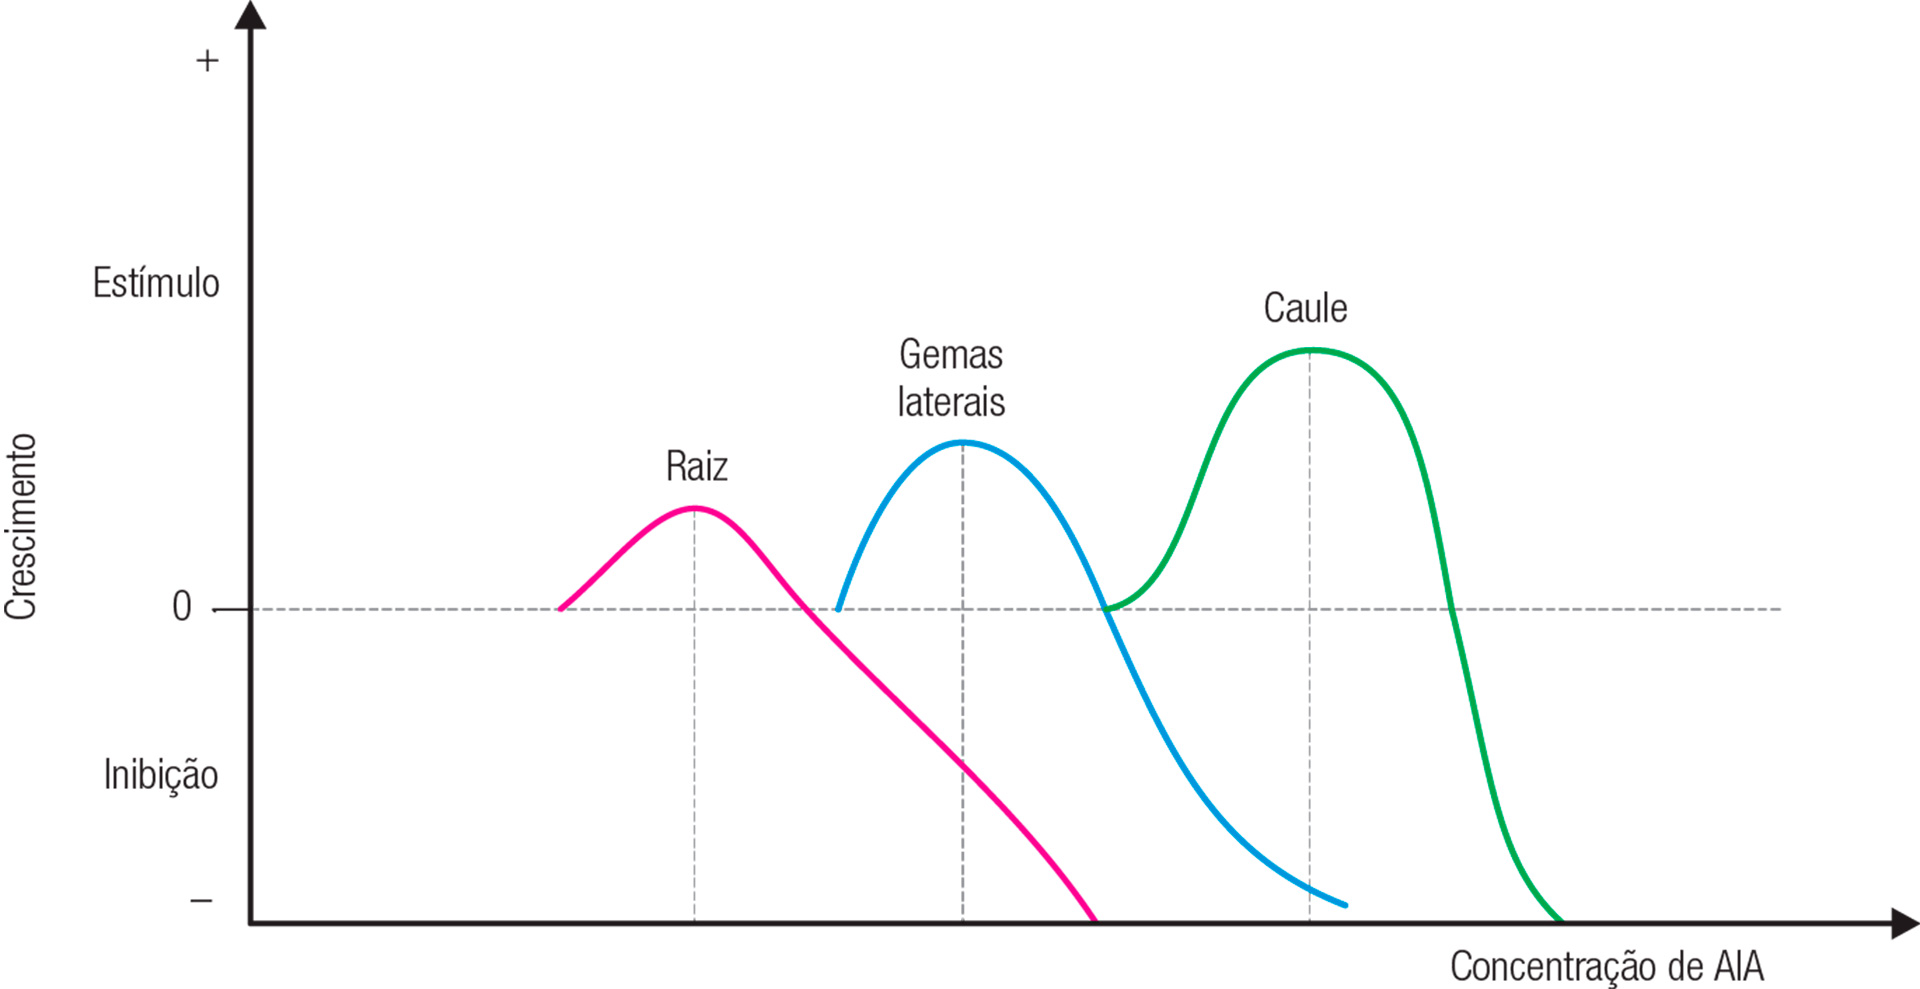 +
Estímulo
Caule
Gemas
laterais
Raiz
Crescimento
0
Inibição
–
Concentração de AIA